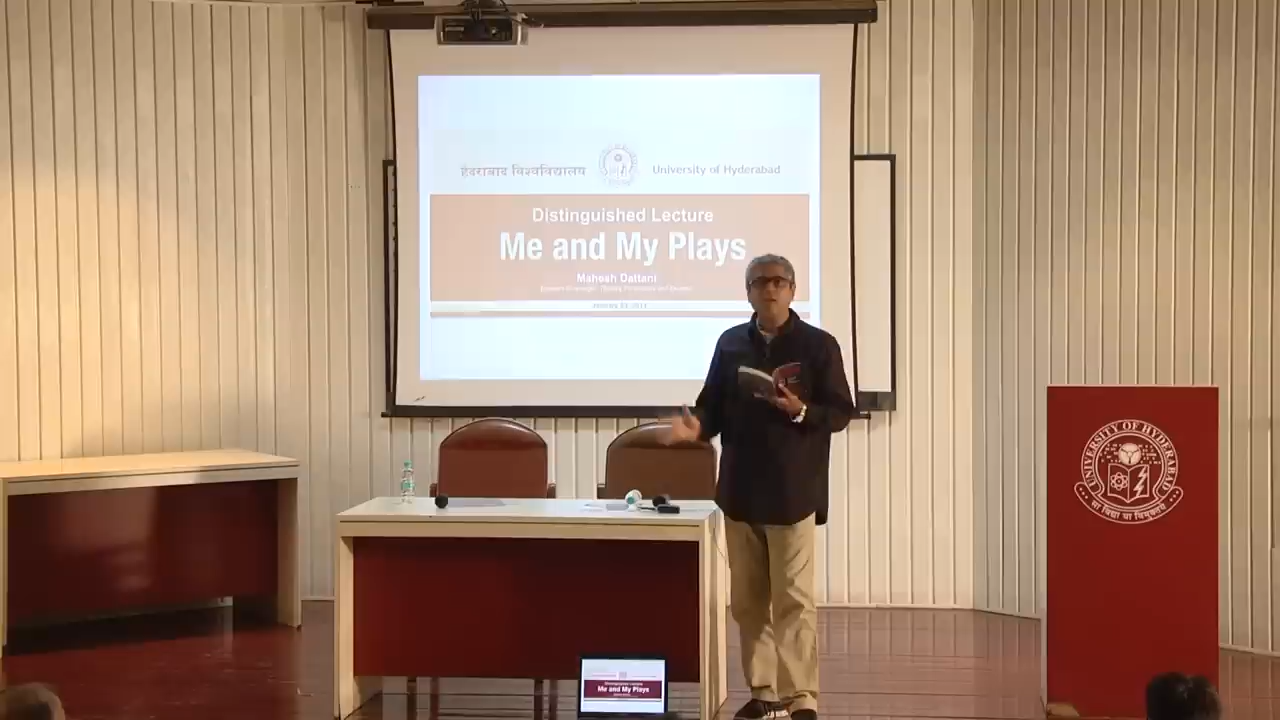 हैदराबाद विश्वविद्यालय
University of Hyderabad
Distinguished Lecture
Me and My Plays
Mahesh Dattani
UNIVERSITY OF HYDERABAD
सा विद्या या विमुक्तये
Distinguished Lecture
Me and My Plays